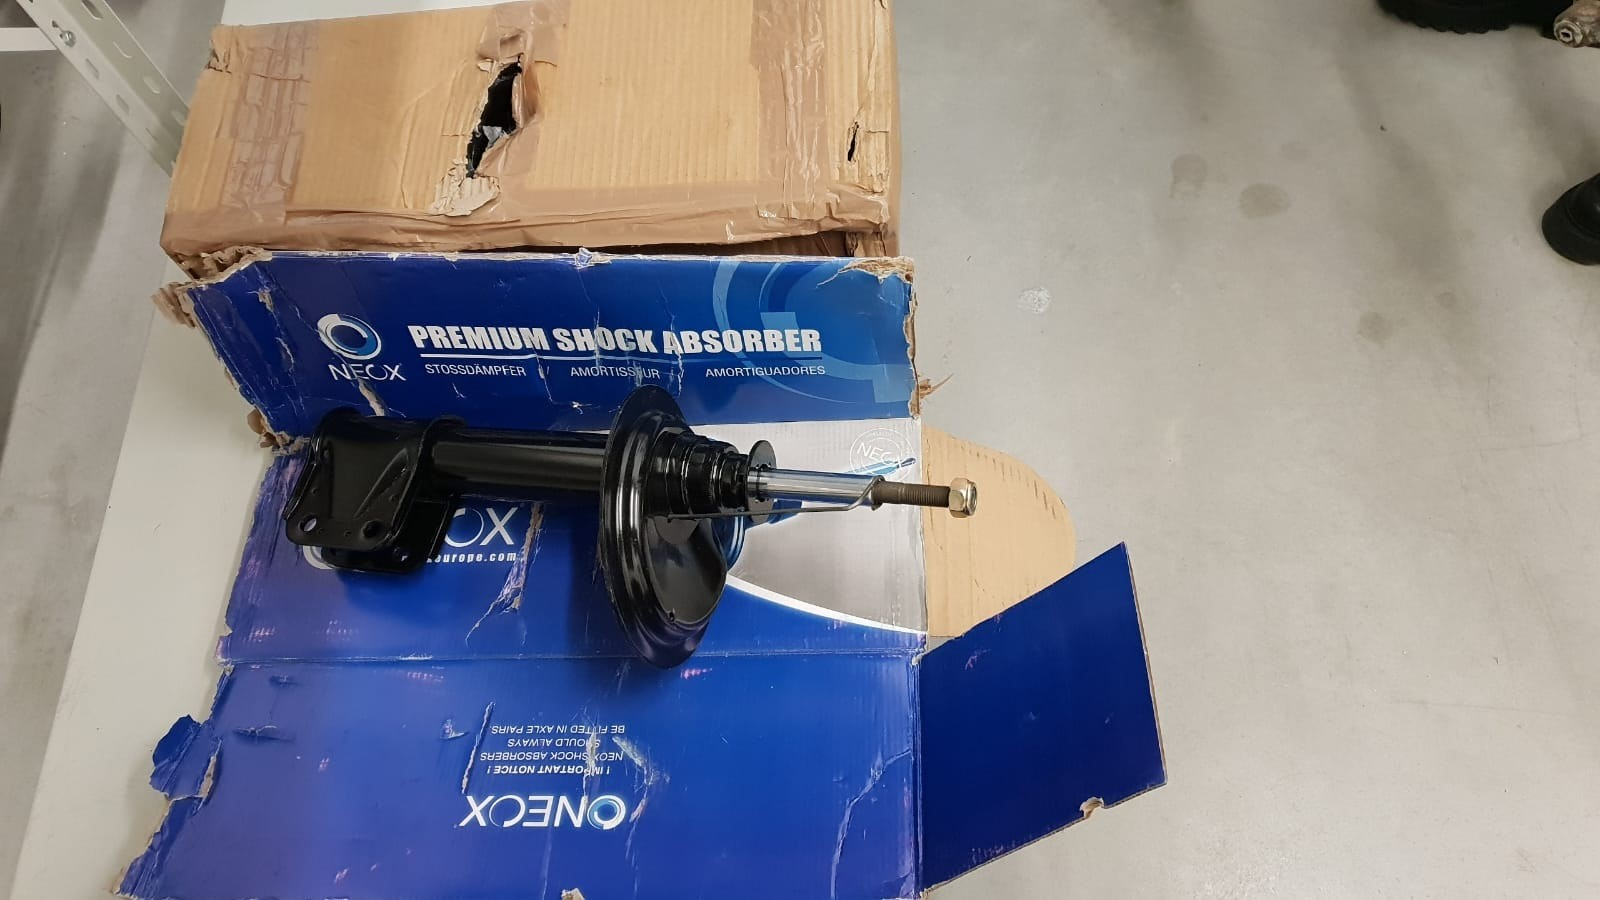 PREMIUM SHOCK ABSORBER
NEOX
STOSSDÄMPFER / AMORTISSEUR / AMORTIGUADORES
NEOX
OX
europe.com
! IMPORTANT NOTICE !
NEOX SHOCK ABSORBERS
SHOULD ALWAYS
BE FITTED IN AXLE PAIRS.
NEOX